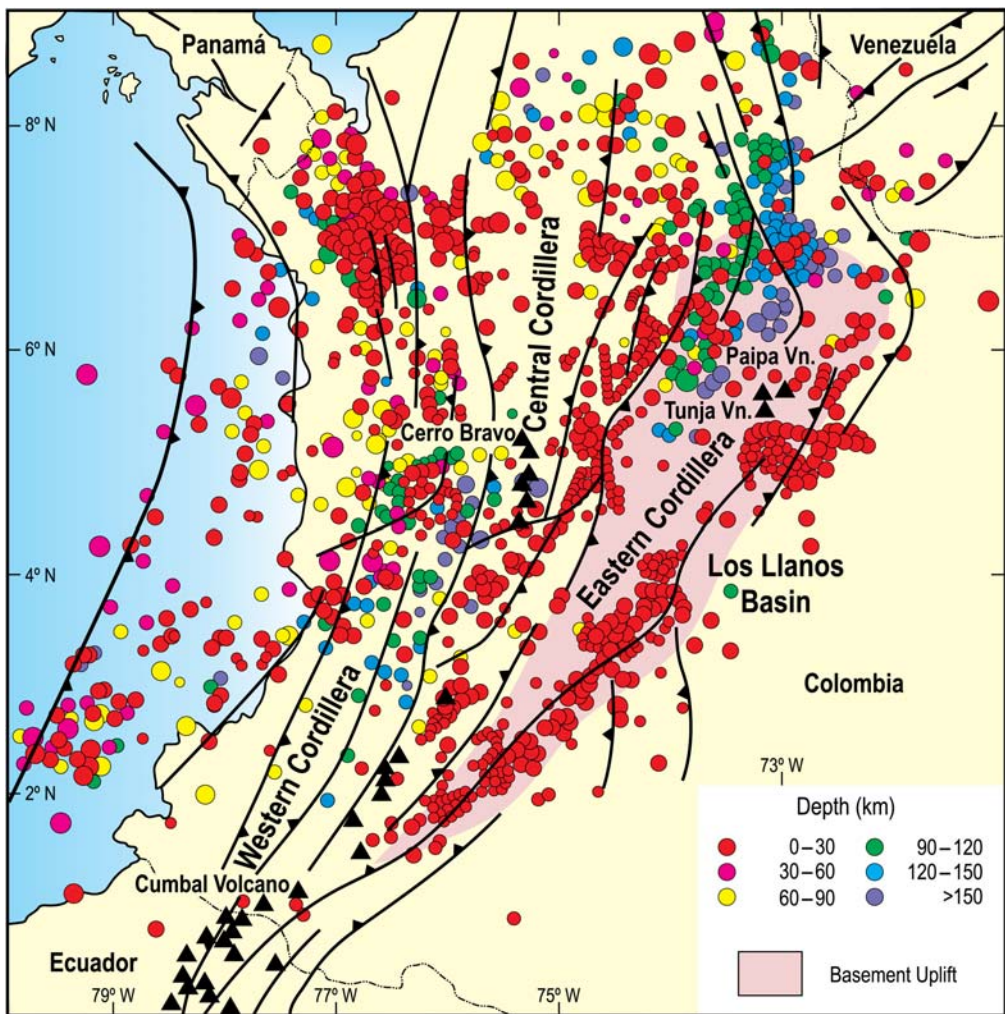 Panamá
Venezuela
8° N
Central Cordillera
6° N
Paipa Vn.
Tunja Vn.
Cerro Bravo
Eastern Cordillera
4° N
Los Llanos
Basin
Colombia
Western Cordillera
2° N
73° W
Depth (km)
0–30
30–60
60–90
90–120
120–150
>150
Cumbal Volcano
Ecuador
Basement Uplift
79° W
77° W
75° W